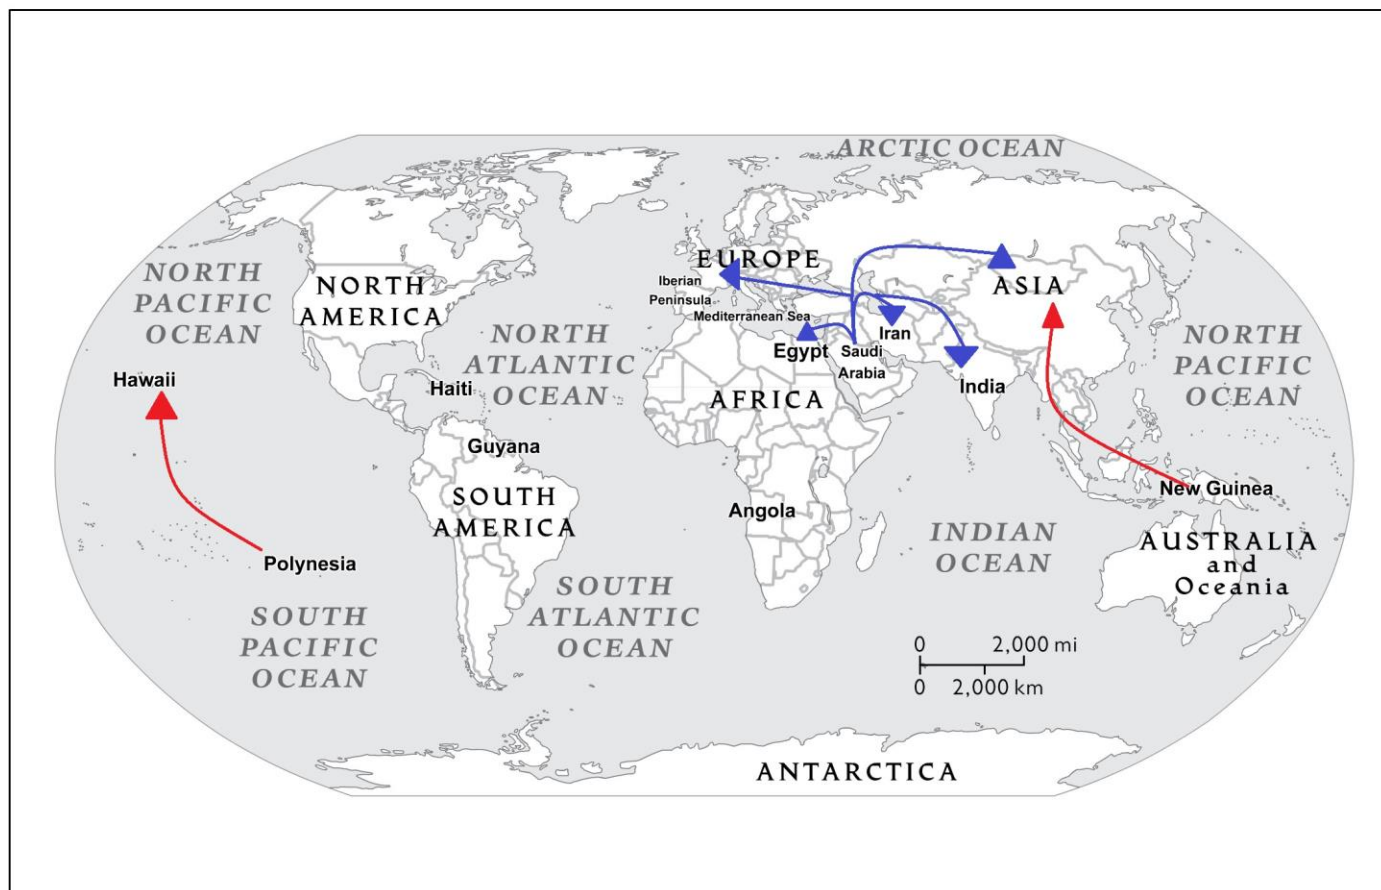 ARCTIC OCEAN
NORTH
PACIFIC
OCEAN
NORTH
AMERICA
EUROPE
Iberian
Peninsula
Mediterranean Sea
ASIA
NORTH
ATLANTIC
OCEAN
NORTH
PACIFIC
OCEAN
Iran
Egypt
Saudi
Arabia
India
Hawaii
Haiti
AFRICA
Guyana
SOUTH
AMERICA
Angola
New Guinea
INDIAN
OCEAN
AUSTRALIA
and
Oceania
Polynesia
SOUTH
PACIFIC
OCEAN
SOUTH
ATLANTIC
OCEAN
0 2,000 mi
0 2,000 km
ANTARCTICA